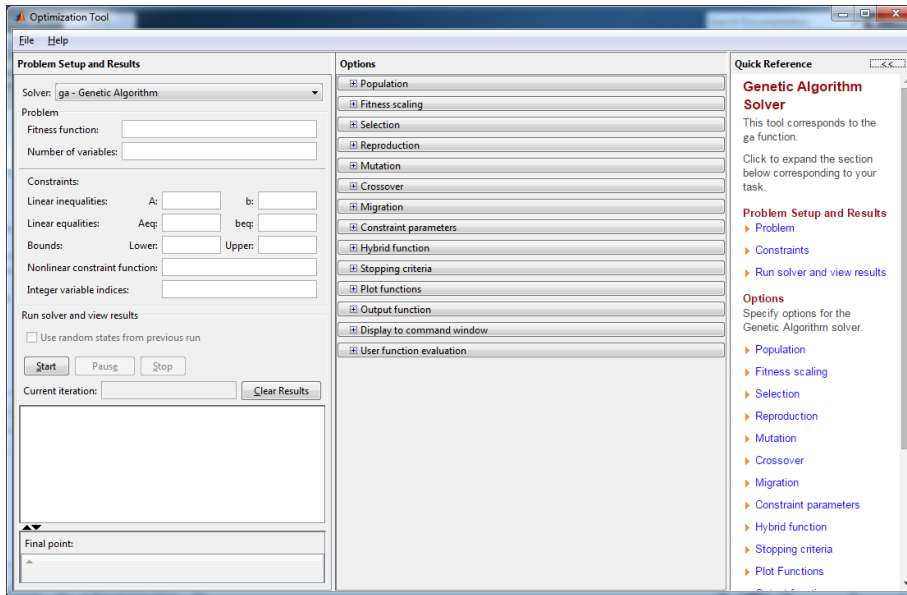 Optimization Tool
File Help
Problem Setup and Results
Solver: ga - Genetic Algorithm
Problem
Fitness function:
Number of variables:
Constraints:
Linear inequalities: A: b:
Linear equalities: Aeq: beq:
Bounds: Lower: Upper:
Nonlinear constraint function:
Integer variable indices:
Run solver and view results
Use random states from previous run
Start Pause Stop
Current iteration: Clear Results
Final point:
Options
Population
Fitness scaling
Selection
Reproduction
Mutation
Crossover
Migration
Constraint parameters
Hybrid function
Stopping criteria
Plot functions
Output function
Display to command window
User function evaluation
Quick Reference <<
Genetic Algorithm
Solver
This tool corresponds to the
ga function.
Click to expand the section
below corresponding to your
task.
Problem Setup and Results
Problem
Constraints
Run solver and view results
Options
Specify options for the
Genetic Algorithm solver.
Population
Fitness scaling
Selection
Reproduction
Mutation
Crossover
Migration
Constraint parameters
Hybrid function
Stopping criteria
Plot Functions